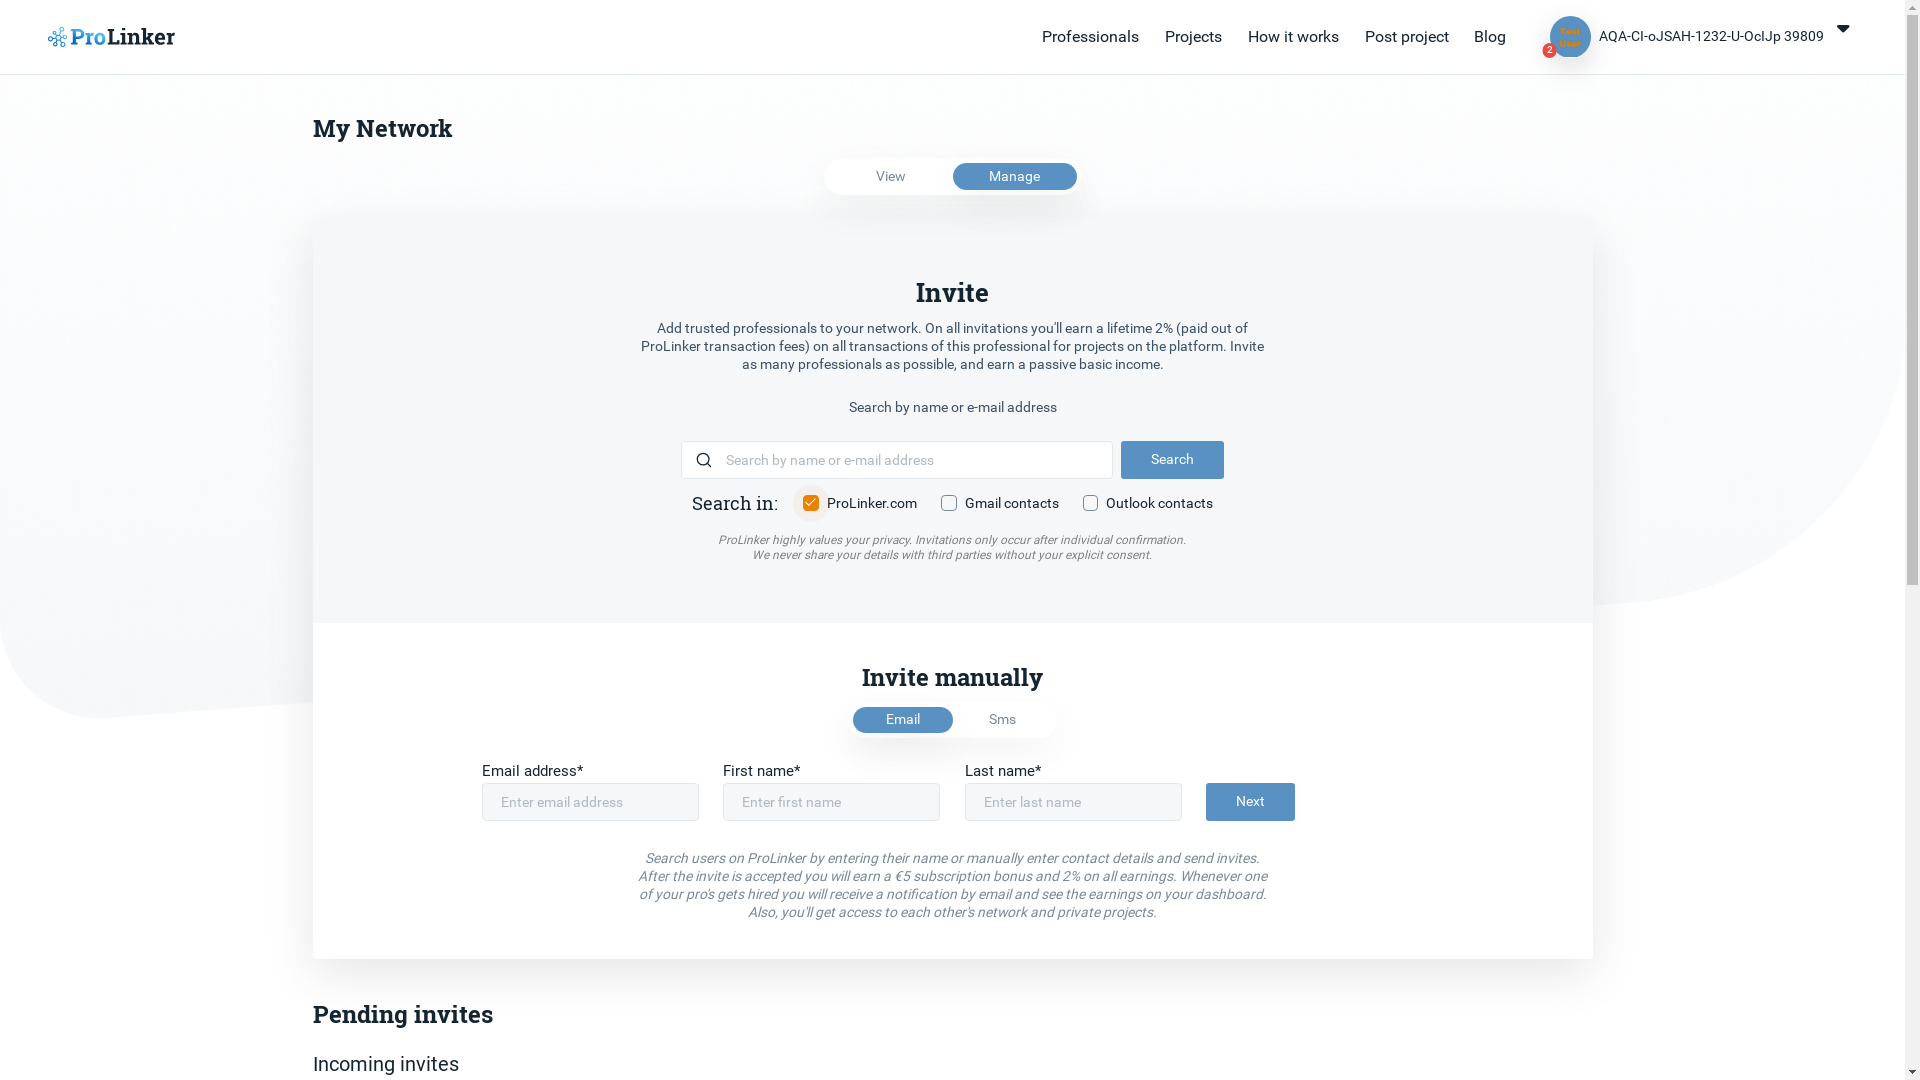 ProLinker
Professionals
Projects
How it works
Post project
Blog
Test
User
2
AQA-CI-oJSAH-1232-U-OcIJp 39809
My Network
View
Manage
Invite
Add trusted professionals to your network. On all invitations you'll earn a lifetime 2% (paid out of
ProLinker transaction fees) on all transactions of this professional for projects on the platform. Invite
as many professionals as possible, and earn a passive basic income.
Search by name or e-mail address
Search by name or e-mail address
Search
Search in:
ProLinker.com
Gmail contacts
Outlook contacts
ProLinker highly values your privacy. Invitations only occur after individual confirmation.
We never share your details with third parties without your explicit consent.
Invite manually
Email
Sms
Email address*
First name*
Last name*
Enter email address
Enter first name
Enter last name
Next
Search users on ProLinker by entering their name or manually enter contact details and send invites.
After the invite is accepted you will earn a €5 subscription bonus and 2% on all earnings. Whenever one
of your pro's gets hired you will receive a notification by email and see the earnings on your dashboard.
Also, you'll get access to each other's network and private projects.
Pending invites
Incoming invites